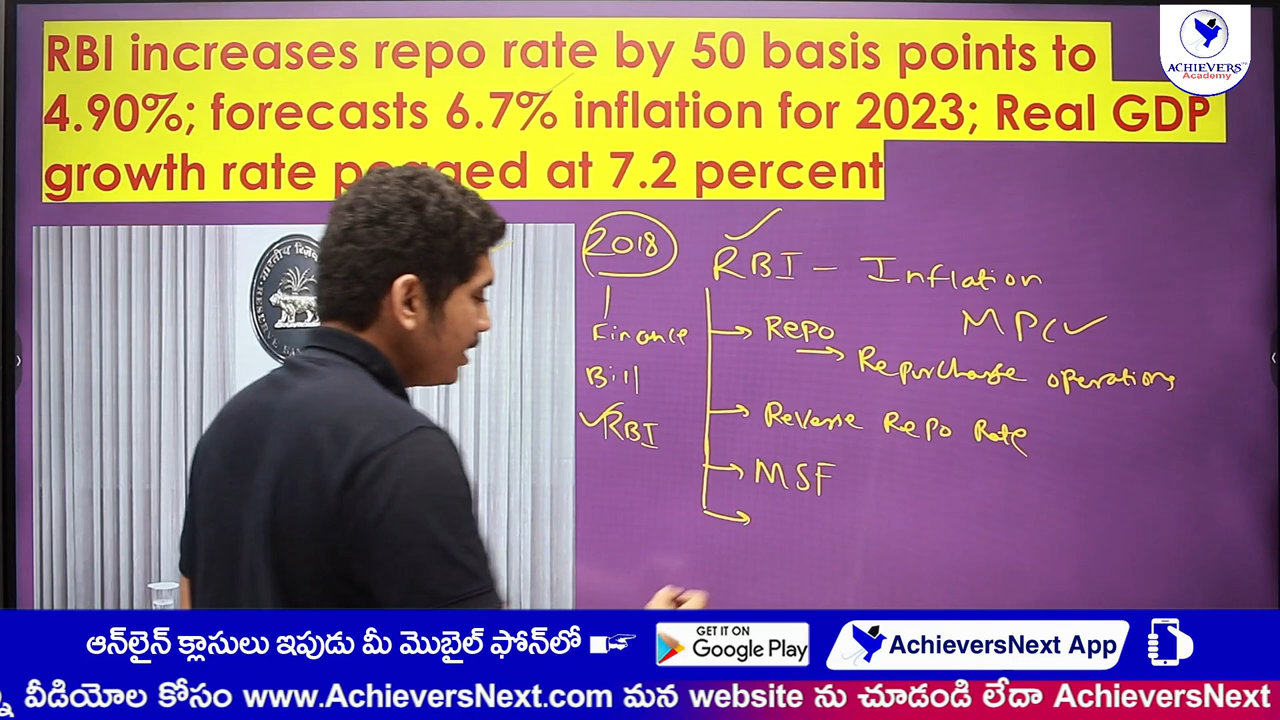 RBI increases repo rate by 50 basis points to
4.90%; forecasts 6.7% inflation for 2023; Real GDP
growth rate pegged at 7.2 percent
ACHIEVERS
Academy
2018
Finance
Bill
RBI
RBI – Inflation
MPC
Repo
Repurchase operations
Reverse Repo Rate
MSF
ఆన్‌లైన్ క్లాసులు ఇపుడు మీ మొబైల్ ఫోన్‌లో
GET IT ON
Google Play
AchieversNext App
వీడియోల కోసం www.AchieversNext.com మన website ను చూడండి లేదా AchieversNext